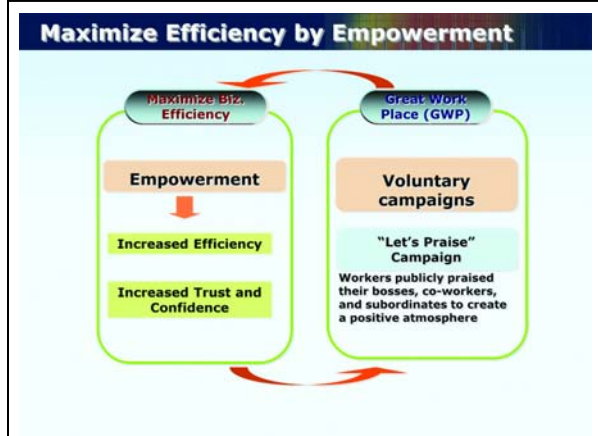 Maximize Efficiency by Empowerment
Maximize Biz.
Efficiency
Empowerment
Increased Efficiency
Increased Trust and
Confidence
Great Work
Place (GWP)
Voluntary
campaigns
“Let’s Praise”
Campaign
Workers publicly praised
their bosses, co-workers,
and subordinates to create
a positive atmosphere